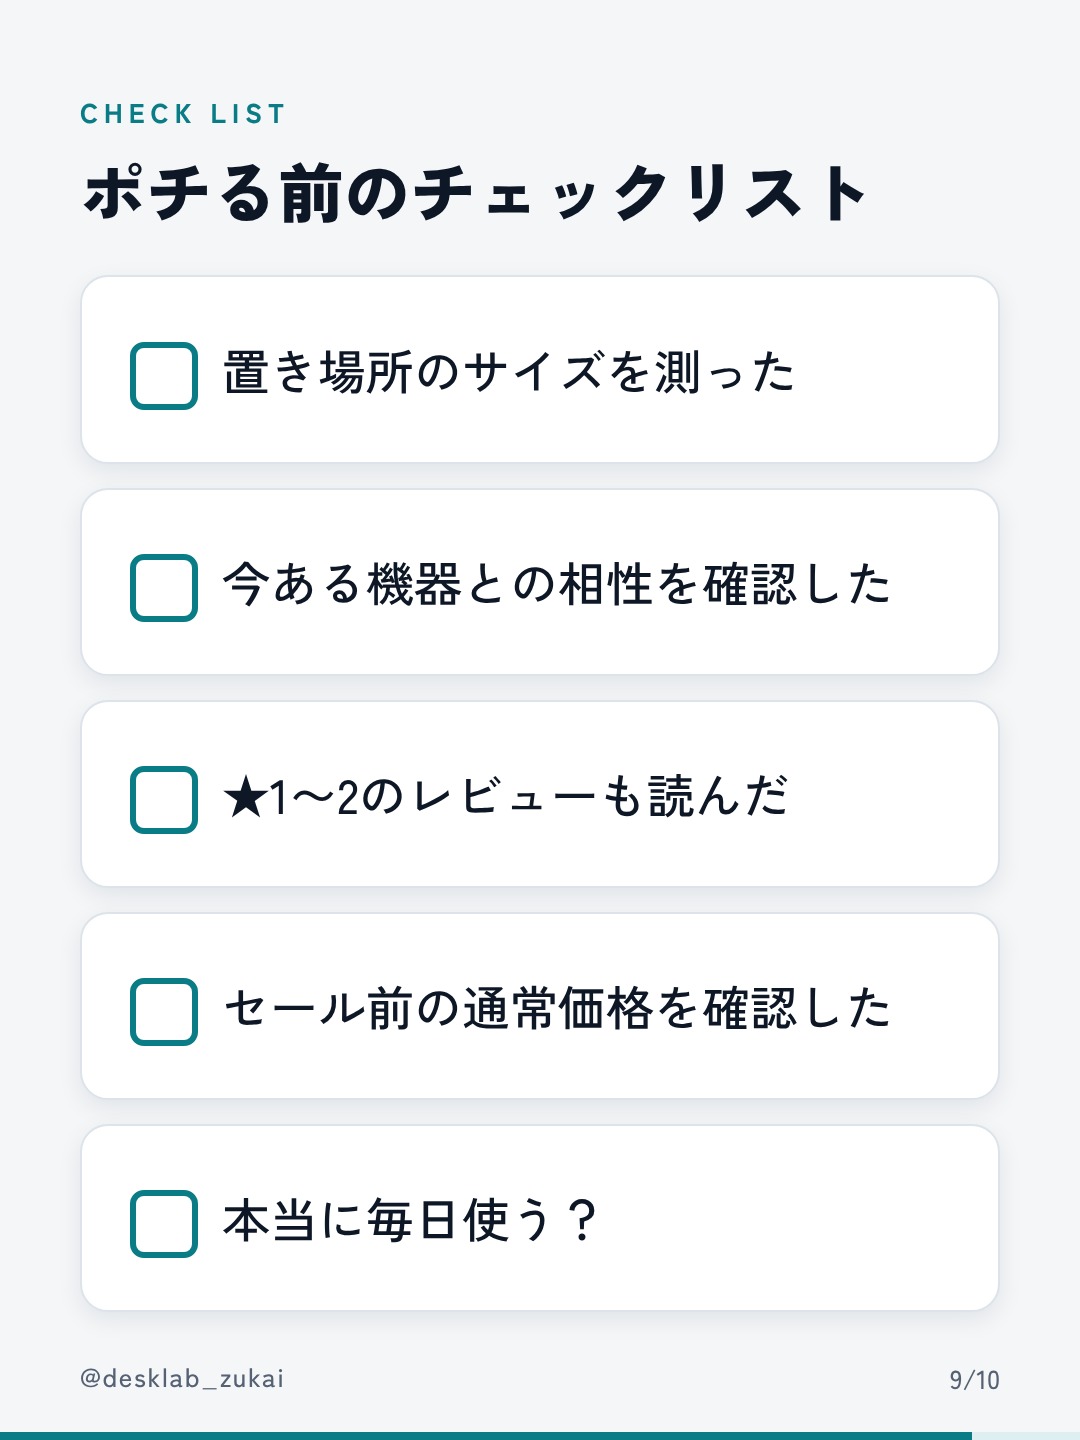 CHECK LIST
ポチる前のチェックリスト
置き場所のサイズを測った
今ある機器との相性を確認した
★1〜2のレビューも読んだ
セール前の通常価格を確認した
本当に毎日使う？
@desklab_zukai
9/10